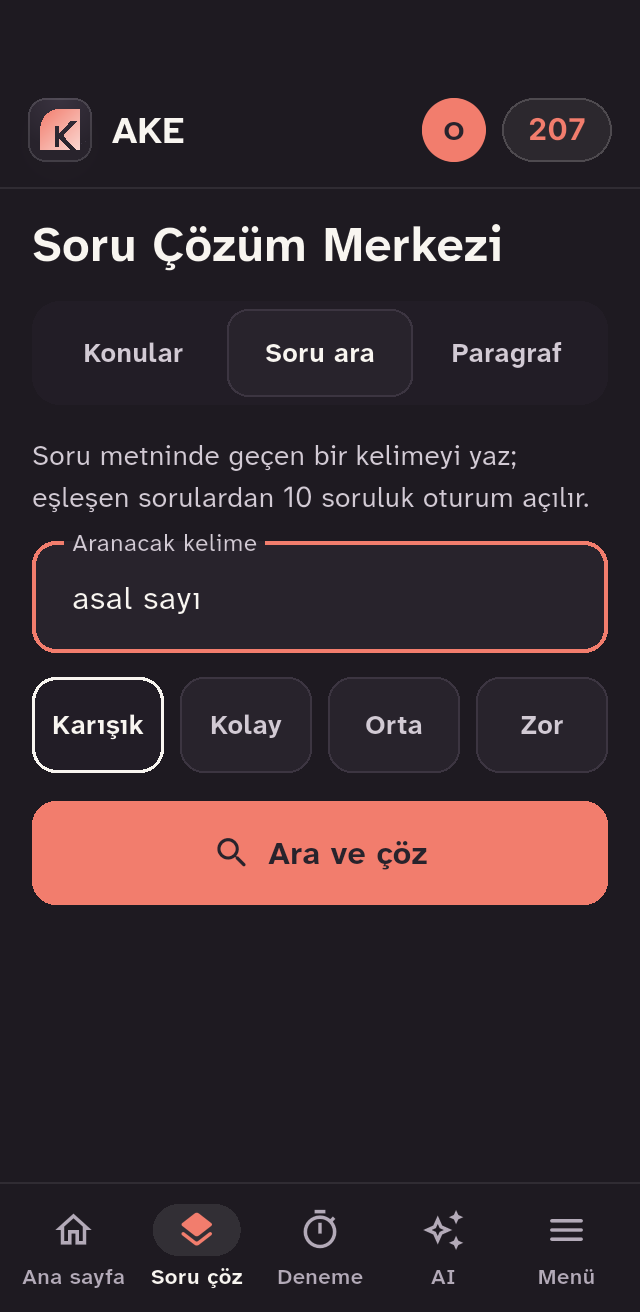 K AKE O 207
Soru Çözüm Merkezi
Konular Soru ara Paragraf
Soru metninde geçen bir kelimeyi yaz;
eşleşen sorulardan 10 soruluk oturum açılır.
Aranacak kelime
asal sayı
Karışık Kolay Orta Zor
Ara ve çöz
Ana sayfa Soru çöz Deneme AI Menü